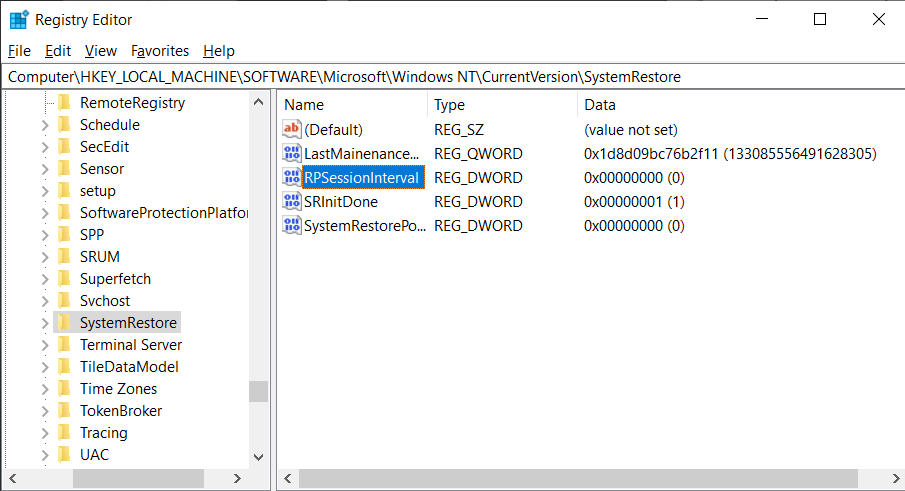 Registry Editor
File Edit View Favorites Help
Computer\HKEY_LOCAL_MACHINE\SOFTWARE\Microsoft\Windows NT\CurrentVersion\SystemRestore
RemoteRegistry
Schedule
SecEdit
Sensor
setup
SoftwareProtectionPlatfor
SPP
SRUM
Superfetch
Svchost
SystemRestore
Terminal Server
TileDataModel
Time Zones
TokenBroker
Tracing
UAC
Name Type Data
(Default) REG_SZ (value not set)
LastMainenance... REG_QWORD 0x1d8d09bc76b2f11 (133085556491628305)
RPSessionInterval REG_DWORD 0x00000000 (0)
SRInitDone REG_DWORD 0x00000001 (1)
SystemRestorePo... REG_DWORD 0x00000000 (0)